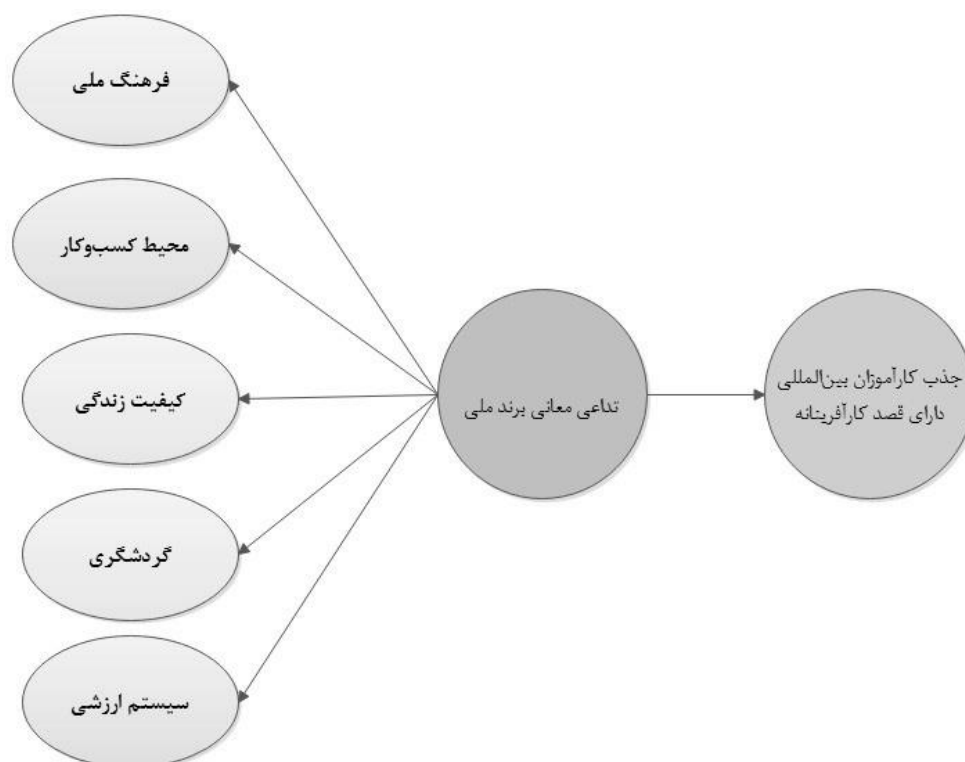 فرهنگ ملی
محیط کسب‌وکار
کیفیت زندگی
گردشگری
سیستم ارزشی
تداعی معانی برند ملی
جذب کارآموزان بین‌المللی
دارای قصد کارآفرینانه